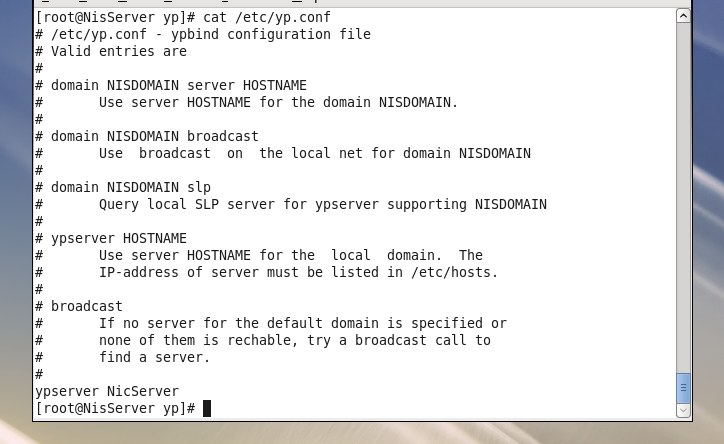 [root@NisServer yp]# cat /etc/yp.conf
# /etc/yp.conf - ypbind configuration file
# Valid entries are
#
# domain NISDOMAIN server HOSTNAME
#       Use server HOSTNAME for the domain NISDOMAIN.
#
# domain NISDOMAIN broadcast
#       Use  broadcast  on  the local net for domain NISDOMAIN
#
# domain NISDOMAIN slp
#       Query local SLP server for ypserver supporting NISDOMAIN
#
# ypserver HOSTNAME
#       Use server HOSTNAME for the  local  domain.  The
#       IP-address of server must be listed in /etc/hosts.
#
# broadcast
#       If no server for the default domain is specified or
#       none of them is rechable, try a broadcast call to
#       find a server.
#
ypserver NicServer
[root@NisServer yp]#